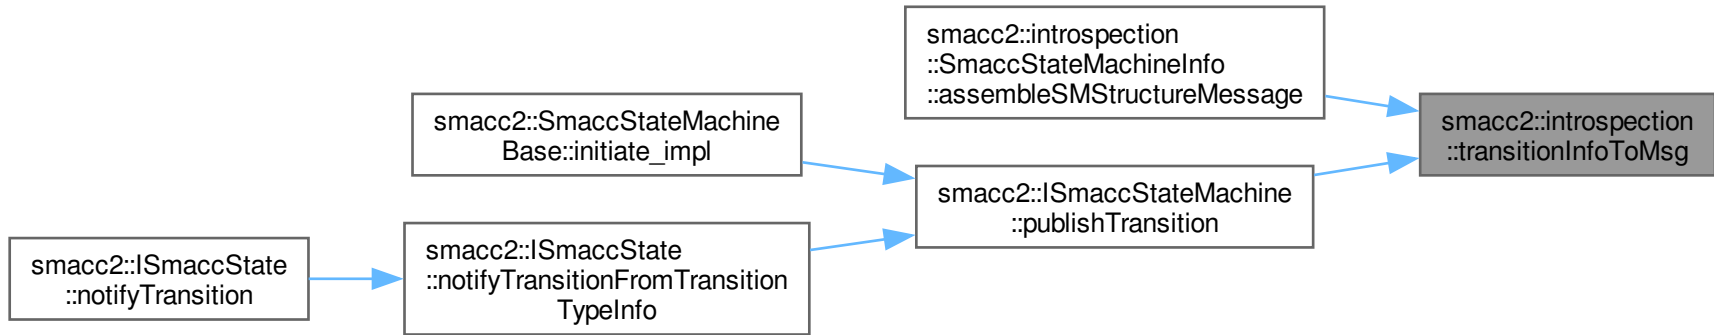 smacc2::introspection
::SmaccStateMachineInfo
::assembleSMStructureMessage
smacc2::SmaccStateMachine
Base::initiate_impl
smacc2::introspection
::transitionInfoToMsg
smacc2::ISmaccStateMachine
::publishTransition
smacc2::ISmaccState
::notifyTransitionFromTransition
TypeInfo
smacc2::ISmaccState
::notifyTransition